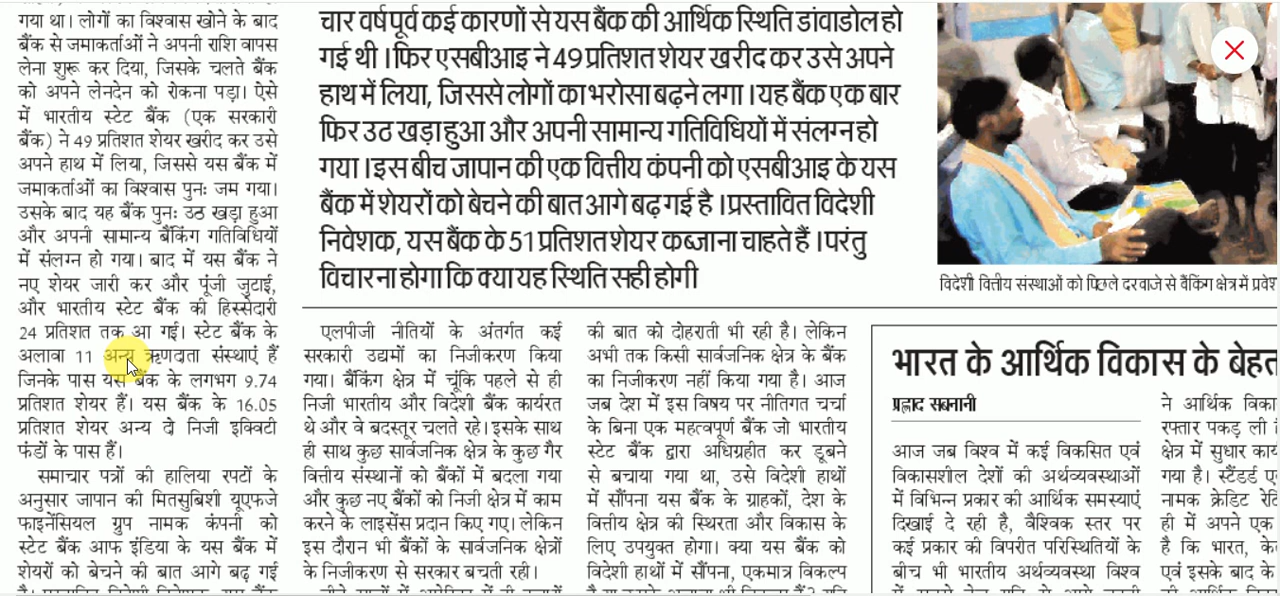 गया था। लोगों का विश्वास खोने के बाद
बैंक से जमाकर्ताओं ने अपनी राशि वापस
लेना शुरू कर दिया, जिसके चलते बैंक
को अपने लेनदेन को रोकना पड़ा। ऐसे
में भारतीय स्टेट बैंक (एक सरकारी
बैंक) ने 49 प्रतिशत शेयर खरीद कर उसे
अपने हाथ में लिया, जिससे यस बैंक में
जमाकर्ताओं का विश्वास पुनः जम गया।
उसके बाद यह बैंक पुनः उठ खड़ा हुआ
और अपनी सामान्य बैंकिंग गतिविधियों
में संलग्न हो गया। बाद में यस बैंक ने
नए शेयर जारी कर और पूंजी जुटाई,
और भारतीय स्टेट बैंक की हिस्सेदारी
24 प्रतिशत तक आ गई। स्टेट बैंक के
अलावा 11 अन्य ऋणदाता संस्थाएं हैं
जिनके पास यस बैंक के लगभग 9.74
प्रतिशत शेयर हैं। यस बैंक के 16.05
प्रतिशत शेयर अन्य दो निजी इक्विटी
फंडों के पास हैं।
समाचार पत्रों की हालिया रपटों के
अनुसार जापान की मितसुबिशी यूएफजे
फाइनेंसियल ग्रुप नामक कंपनी को
स्टेट बैंक आफ इंडिया के यस बैंक में
शेयरों को बेचने की बात आगे बढ़ गई
चार वर्ष पूर्व कई कारणों से यस बैंक की आर्थिक स्थिति डांवाडोल हो
गई थी। फिर एसबीआइ ने 49 प्रतिशत शेयर खरीद कर उसे अपने
हाथ में लिया, जिससे लोगों का भरोसा बढ़ने लगा। यह बैंक एक बार
फिर उठ खड़ा हुआ और अपनी सामान्य गतिविधियों में संलग्न हो
गया। इस बीच जापान की एक वित्तीय कंपनी को एसबीआइ के यस
बैंक में शेयरों को बेचने की बात आगे बढ़ गई है। प्रस्तावित विदेशी
निवेशक, यस बैंक के 51 प्रतिशत शेयर कब्जाना चाहते हैं। परंतु
विचारना होगा कि क्या यह स्थिति सही होगी
एलपीजी नीतियों के अंतर्गत कई
सरकारी उद्यमों का निजीकरण किया
गया। बैंकिंग क्षेत्र में चूंकि पहले से ही
निजी भारतीय और विदेशी बैंक कार्यरत
थे और वे बदस्तूर चलते रहे। इसके साथ
ही साथ कुछ सार्वजनिक क्षेत्र के कुछ गैर
वित्तीय संस्थानों को बैंकों में बदला गया
और कुछ नए बैंकों को निजी क्षेत्र में काम
करने के लाइसेंस प्रदान किए गए। लेकिन
इस दौरान भी बैंकों के सार्वजनिक क्षेत्रों
के निजीकरण से सरकार बचती रही।
की बात को दोहराती भी रही है। लेकिन
अभी तक किसी सार्वजनिक क्षेत्र के बैंक
का निजीकरण नहीं किया गया है। आज
जब देश में इस विषय पर नीतिगत चर्चा
के बिना एक महत्वपूर्ण बैंक जो भारतीय
स्टेट बैंक द्वारा अधिग्रहीत कर डूबने
से बचाया गया था, उसे विदेशी हाथों
में सौंपना यस बैंक के ग्राहकों, देश के
वित्तीय क्षेत्र की स्थिरता और विकास के
लिए उपयुक्त होगा। क्या यस बैंक को
विदेशी हाथों में सौंपना, एकमात्र विकल्प
विदेशी वित्तीय संस्थाओं को पिछले दरवाजे से बैंकिंग क्षेत्र में प्रवेश
भारत के आर्थिक विकास के बेहत
प्रह्लाद सबनानी
आज जब विश्व में कई विकसित एवं
विकासशील देशों की अर्थव्यवस्थाओं
में विभिन्न प्रकार की आर्थिक समस्याएं
दिखाई दे रही है, वैश्विक स्तर पर
कई प्रकार की विपरीत परिस्थितियों के
बीच भी भारतीय अर्थव्यवस्था विश्व
ने आर्थिक विका
रफ्तार पकड़ ली
क्षेत्र में सुधार कार्य
गया है। स्टैंडर्ड ए
नामक क्रेडिट रेटि
ही में अपने एक
है कि भारत, के
एवं इसके बाद के